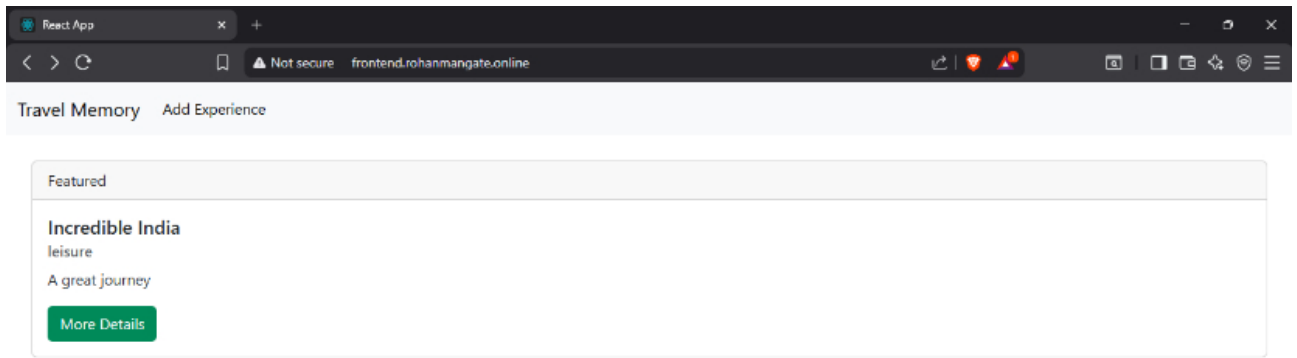 React App
Not secure frontend.rohanmangate.online
Travel Memory Add Experience
Featured
Incredible India
leisure
A great journey
More Details